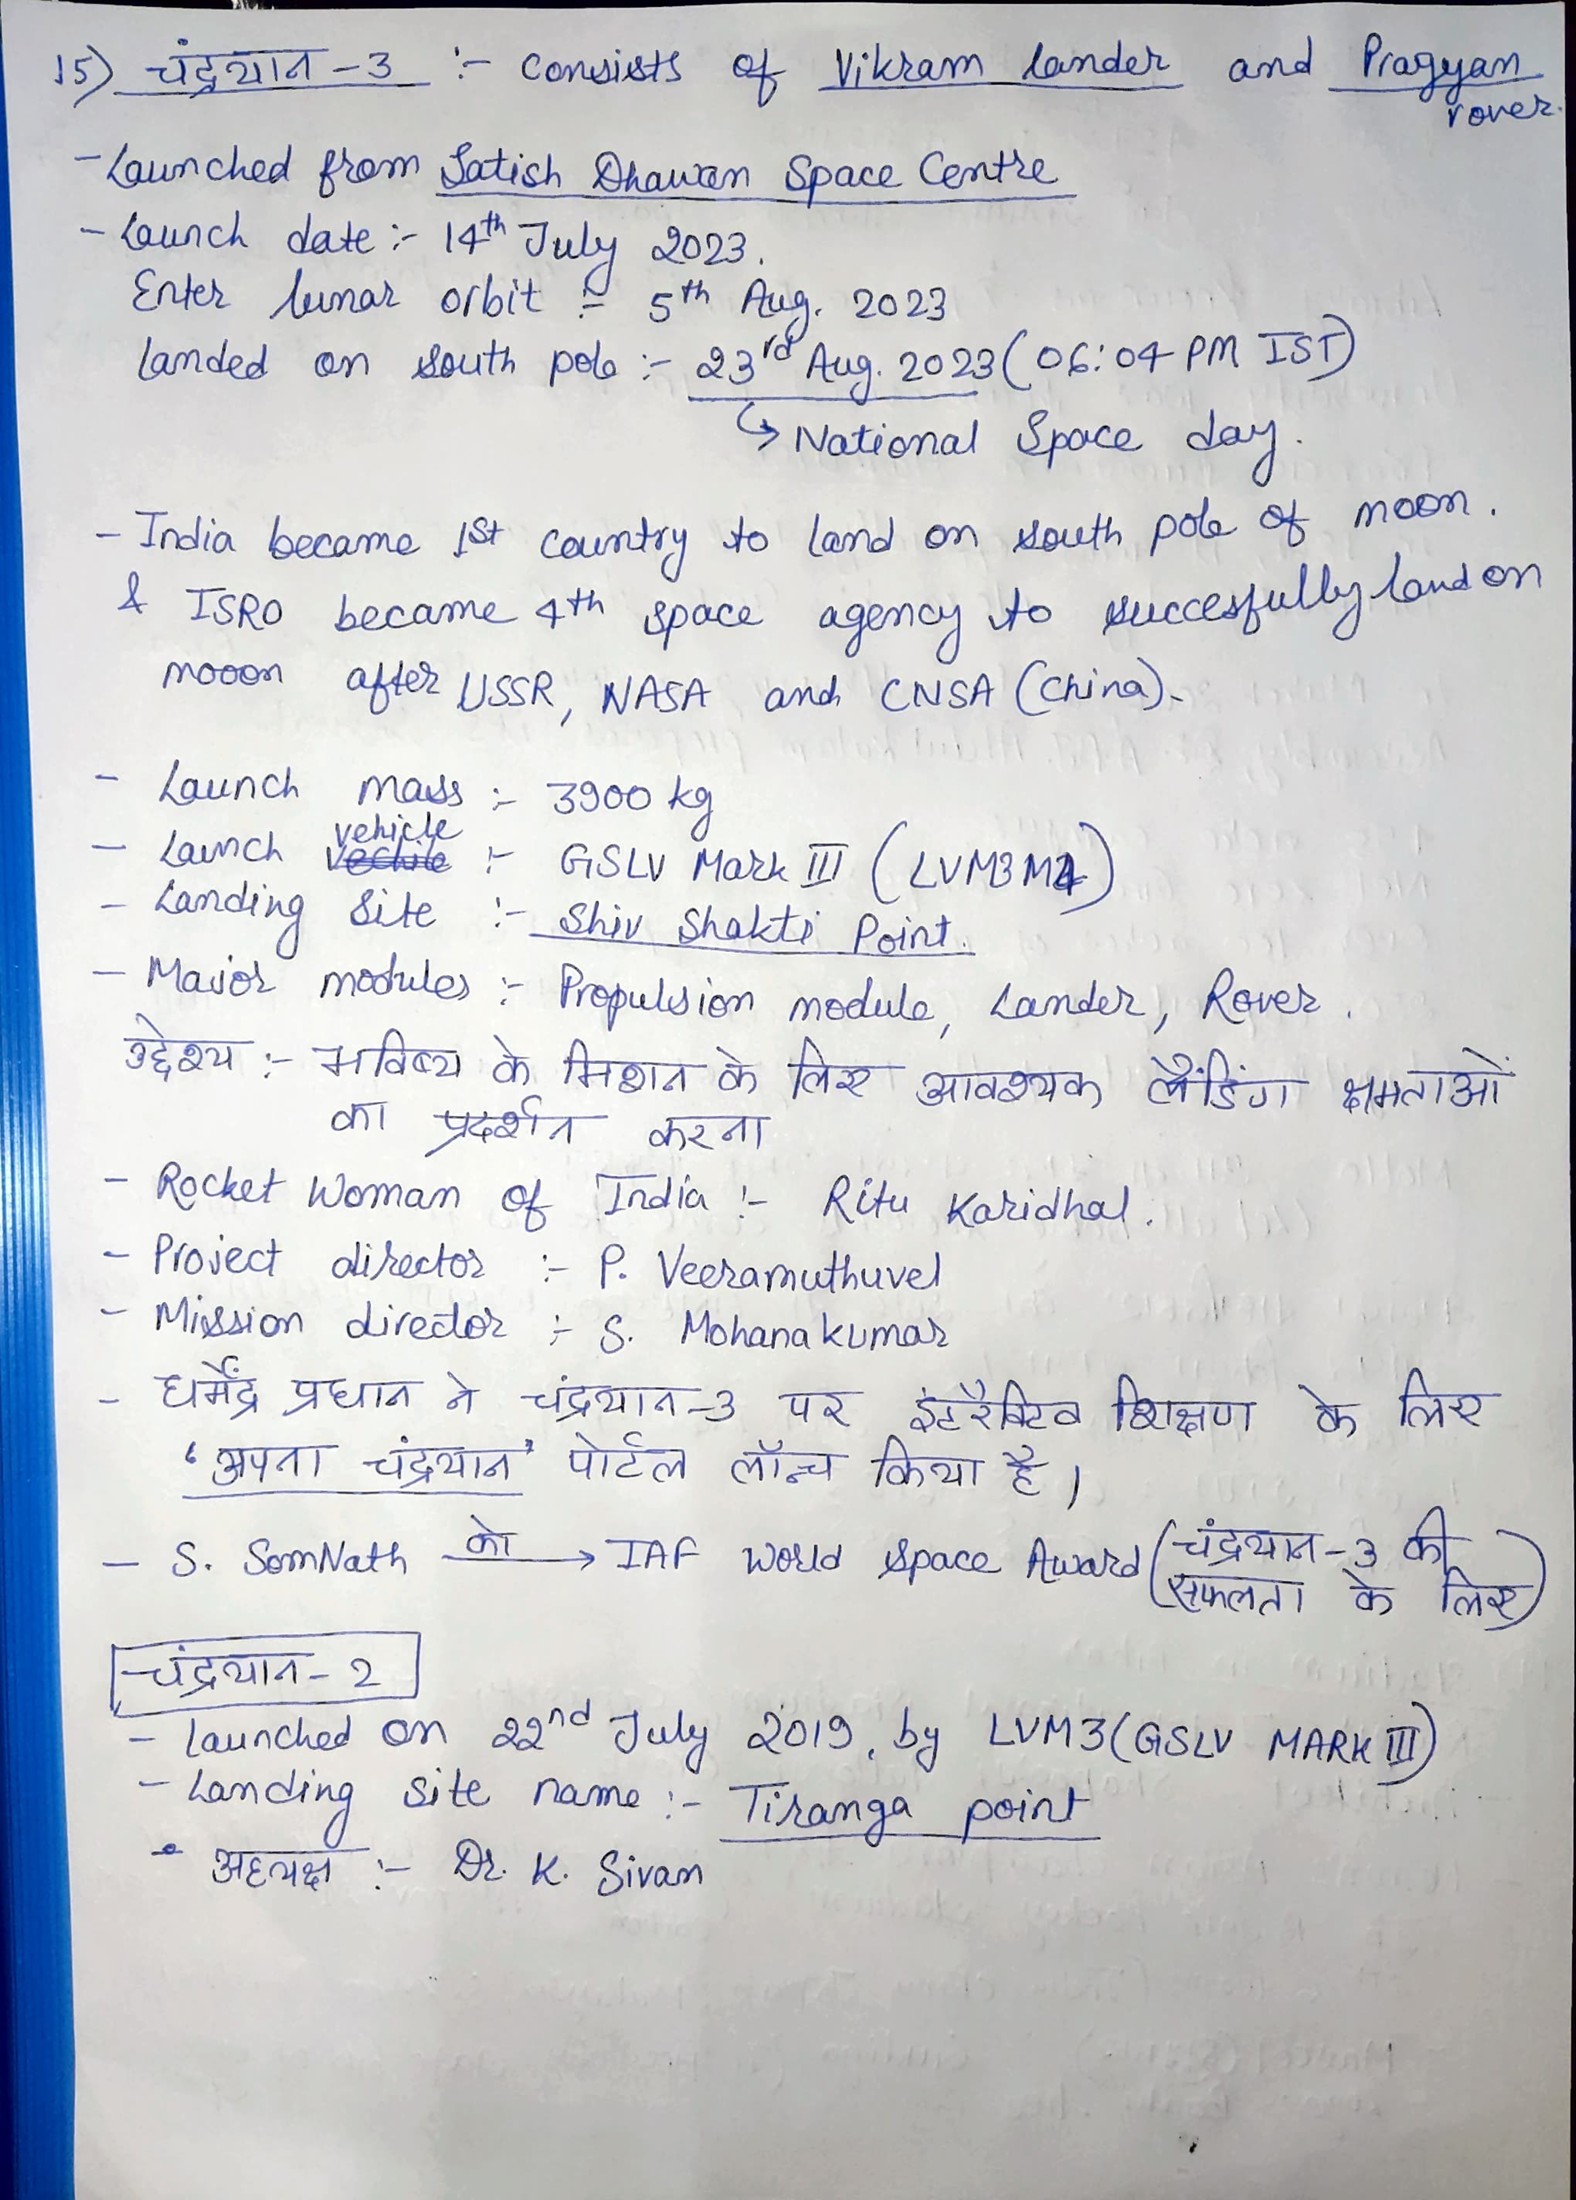 15) चंद्रयान-3 :- consists of Vikram Lander and Pragyan
rover.
- Launched from Satish Dhawan Space Centre
- Launch date :- 14th July 2023.
Enter lunar orbit :- 5th Aug. 2023
Landed on south pole :- 23rd Aug. 2023 (06:04 PM IST)
↳ National Space day.
- India became 1st country to land on south pole of moon.
& ISRO became 4th space agency to succesfully land on
mooon after USSR, NASA and CNSA (China).
- Launch mass :- 3900 kg
- Launch vehicle :- GSLV Mark III (LVM3 M4)
- Landing Site :- Shiv Shakti Point.
- Major modules :- Propulsion module, Lander, Rover.
उद्देश्य :- भविष्य के मिशन के लिए आवश्यक लैंडिंग क्षमताओं
का प्रदर्शन करना
- Rocket Woman of India :- Ritu Karidhal.
- Project director :- P. Veeramuthuvel
- Mission director :- S. Mohanakumar
- धर्मेंद्र प्रधान ने चंद्रयान-3 पर इंटरैक्टिव शिक्षण के लिए
'अपना चंद्रयान' पोर्टल लॉन्च किया है।
- S. SomNath को → IAF World Space Award (चंद्रयान-3 की
सफलता के लिए)
चंद्रयान-2
- Launched on 22nd July 2019, by LVM3 (GSLV MARK III)
- Landing site name :- Tiranga point
- अध्यक्ष :- Dr. K. Sivan